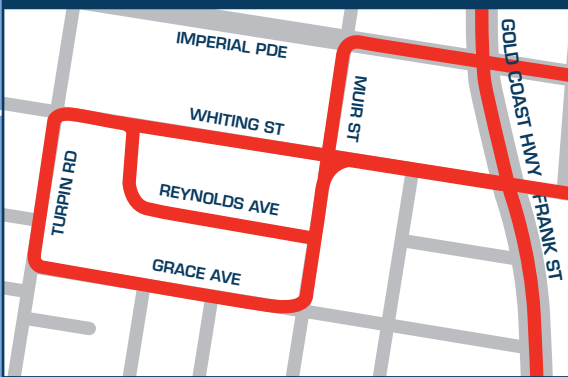 IMPERIAL PDE
GOLD COAST HWY
MUIR ST
WHITING ST
TURPIN RD
REYNOLDS AVE
FRANK ST
GRACE AVE